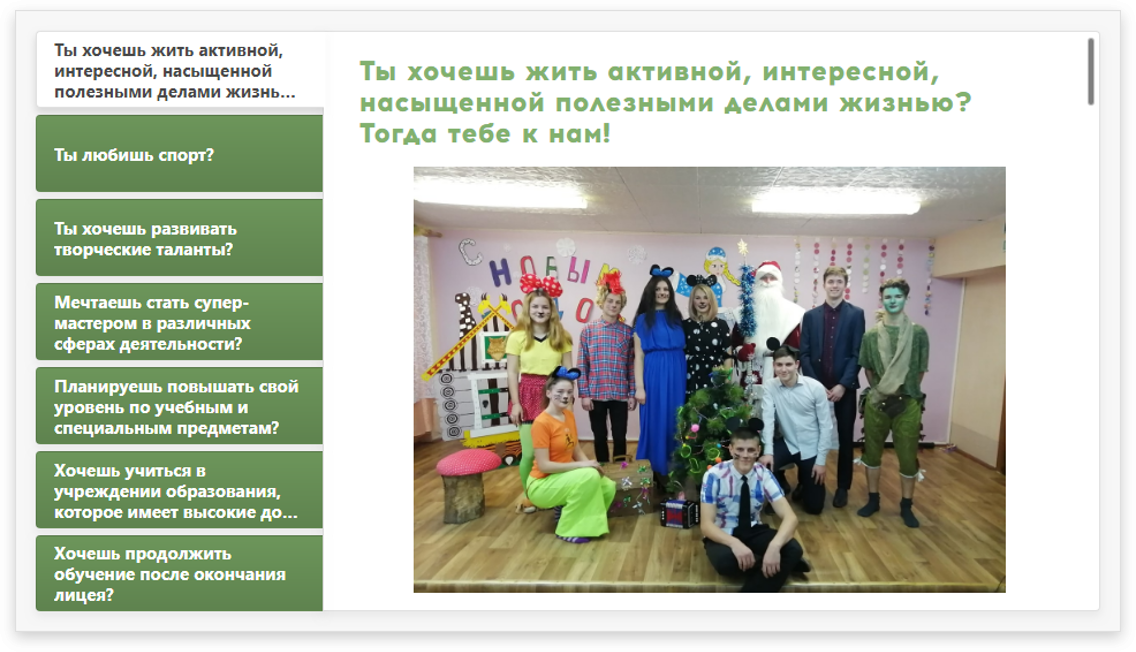 Ты хочешь жить активной,
интересной, насыщенной
полезными делами жизнь...
Ты любишь спорт?
Ты хочешь развивать
творческие таланты?
Мечтаешь стать супер-
мастером в различных
сферах деятельности?
Планируешь повышать свой
уровень по учебным и
специальным предметам?
Хочешь учиться в
учреждении образования,
которое имеет высокие до...
Хочешь продолжить
обучение после окончания
лицея?
Ты хочешь жить активной, интересной,
насыщенной полезными делами жизнью?
Тогда тебе к нам!
С
НОВЫМ